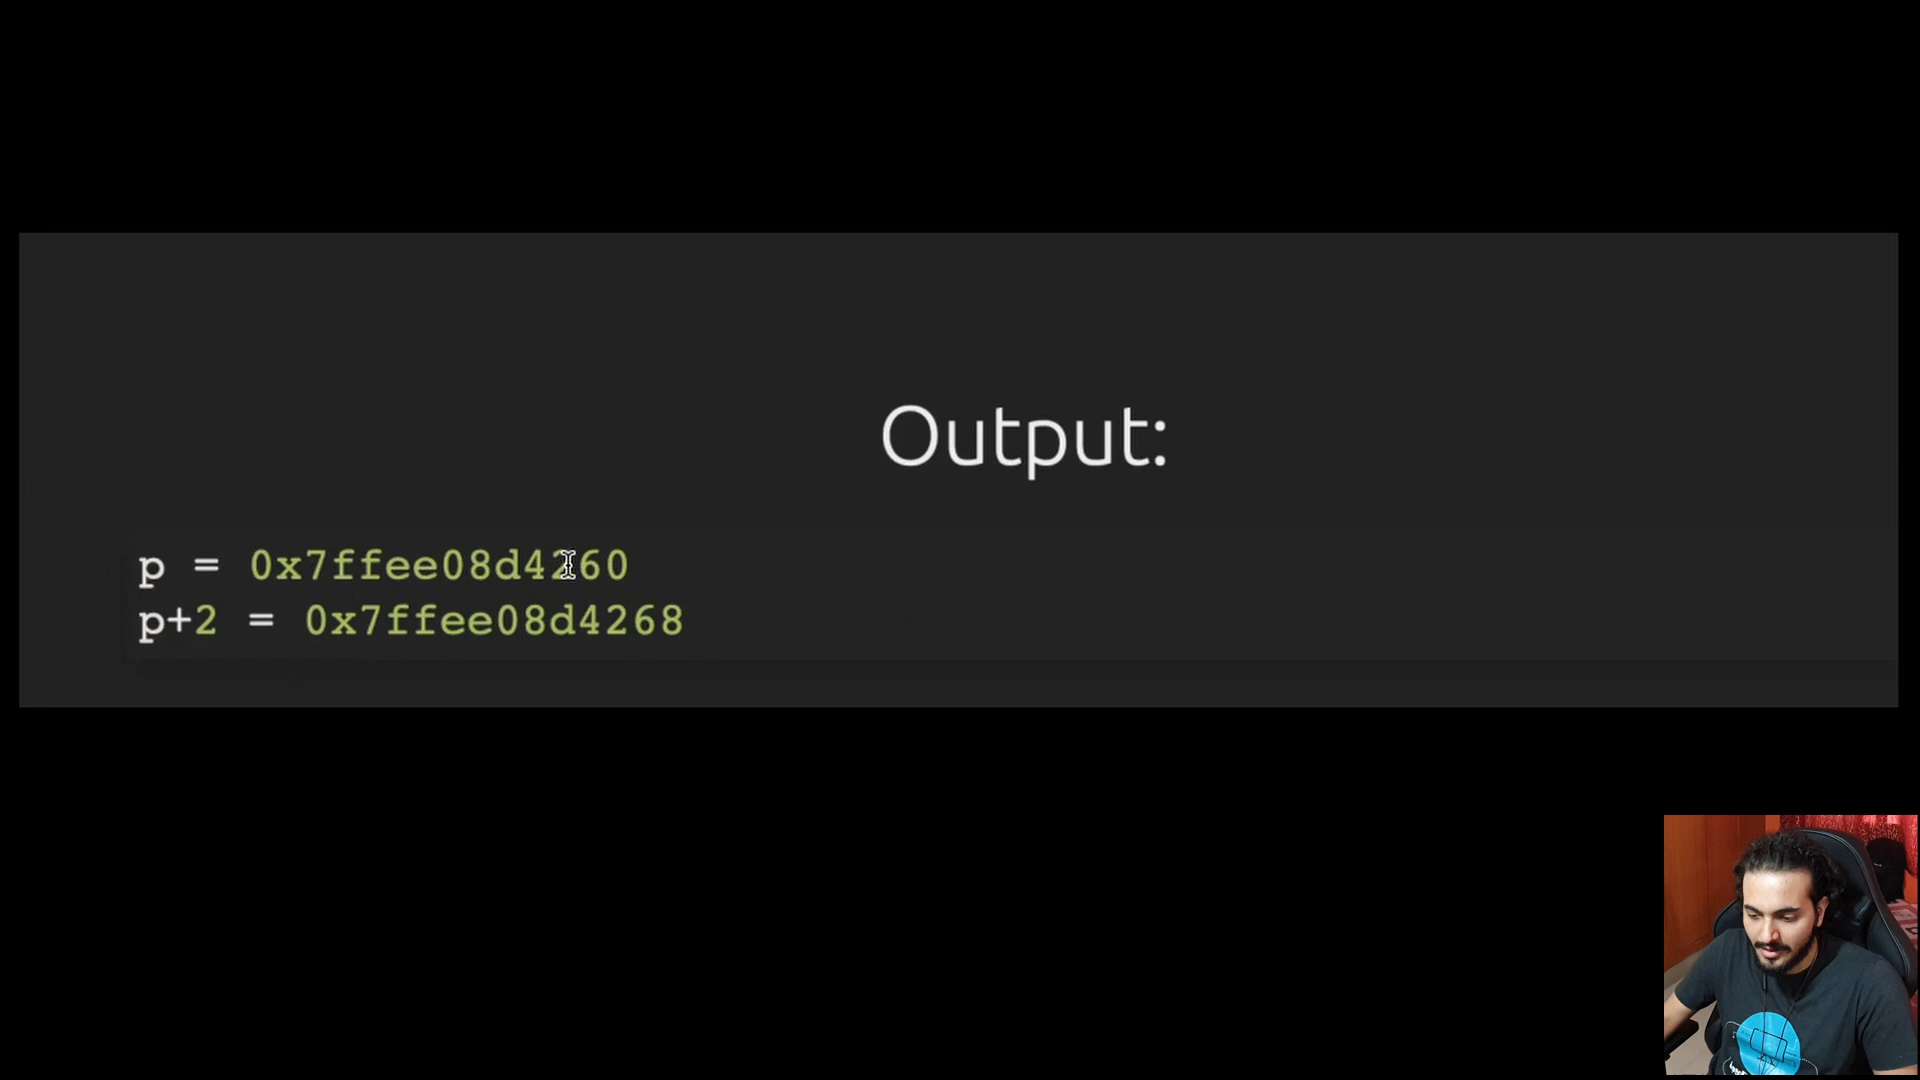 Output:
p = 0x7ffee08d4260
p+2 = 0x7ffee08d4268